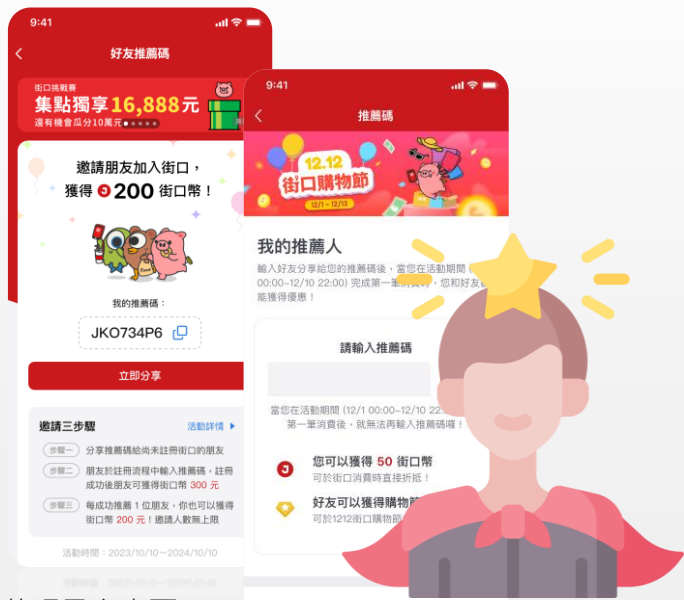 9:41
好友推薦碼
街口挑戰賽
集點獨享16,888元
還有機會瓜分10萬元
邀請朋友加入街口，
獲得 J 200 街口幣！
我的推薦碼：
JKO734P6
立即分享
邀請三步驟
活動詳情
步驟一 分享推薦碼給尚未註冊街口的朋友
步驟二 朋友於註冊流程中輸入推薦碼，註冊
成功後朋友可獲得街口幣 300 元
步驟三 每成功推薦 1 位朋友，你也可以獲得
街口幣 200 元！邀請人數無上限
活動時間：2023/10/10～2024/10/10
9:41
推薦碼
12.12
街口購物節
12/1 - 12/13
我的推薦人
輸入好友分享給您的推薦碼後，當您在活動期間 (
00:00–12/10 22:00) 完成第一筆消費時，您和好友
能獲得優惠！
請輸入推薦碼
當您在活動期間 (12/1 00:00–12/10 22:
第一筆消費後，就無法再輸入推薦碼囉！
J
您可以獲得 50 街口幣
可於街口消費時直接折抵！
好友可以獲得購物
可於1212街口購物節